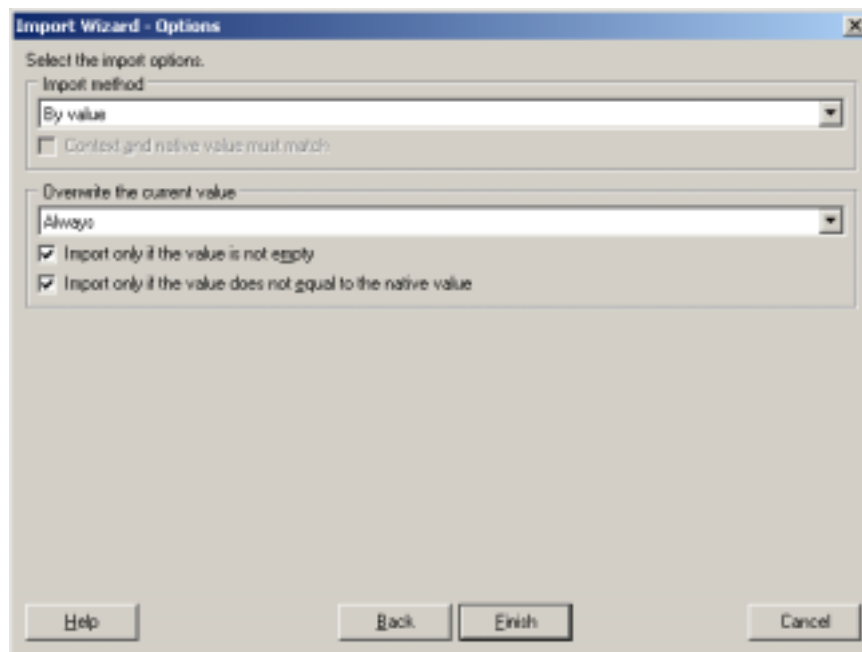 Import Wizard - Options
Select the import options.
Import method
By value
Context and native value must match
Overwrite the current value
Always
Import only if the value is not empty
Import only if the value does not equal to the native value
Help
Back
Finish
Cancel